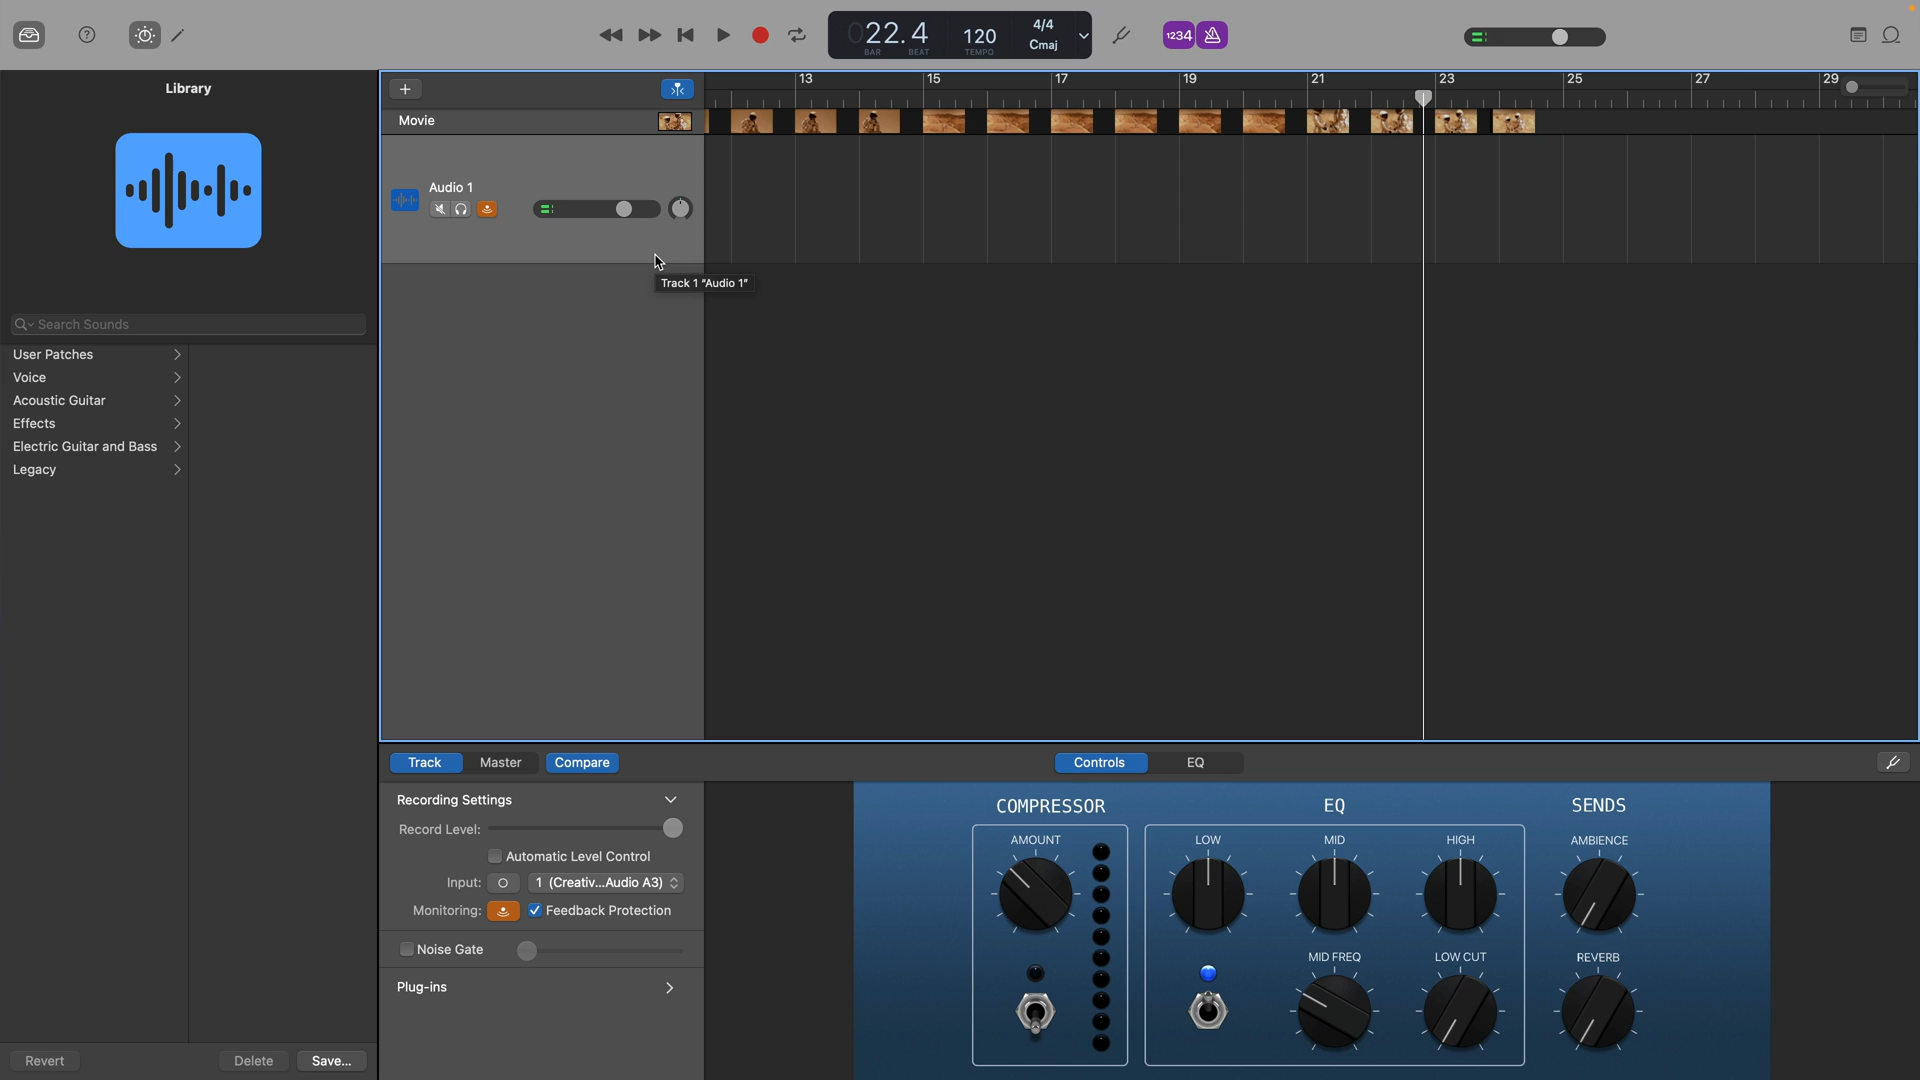 1234
022.4
BAR
BEAT
120
TEMPO
4/4
Cmaj
Library
Search Sounds
User Patches
Voice
Acoustic Guitar
Effects
Electric Guitar and Bass
Legacy
Revert
Delete
Save...
13
15
17
19
21
23
25
27
29
Movie
Audio 1
Track 1 "Audio 1"
Track
Master
Compare
Controls
EQ
Recording Settings
Record Level:
Automatic Level Control
Input:
1 (Creativ...Audio A3)
Monitoring:
Feedback Protection
Noise Gate
Plug-ins
COMPRESSOR
AMOUNT
EQ
LOW
MID
HIGH
MID FREQ
LOW CUT
SENDS
AMBIENCE
REVERB